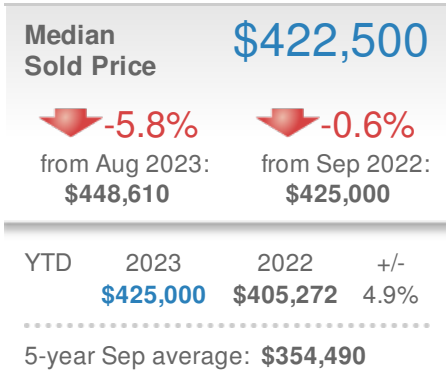 Median
Sold Price
$422,500
-5.8%
from Aug 2023:
$448,610
-0.6%
from Sep 2022:
$425,000
YTD 2023 2022 +/-
$425,000 $405,272 4.9%
5-year Sep average: $354,490